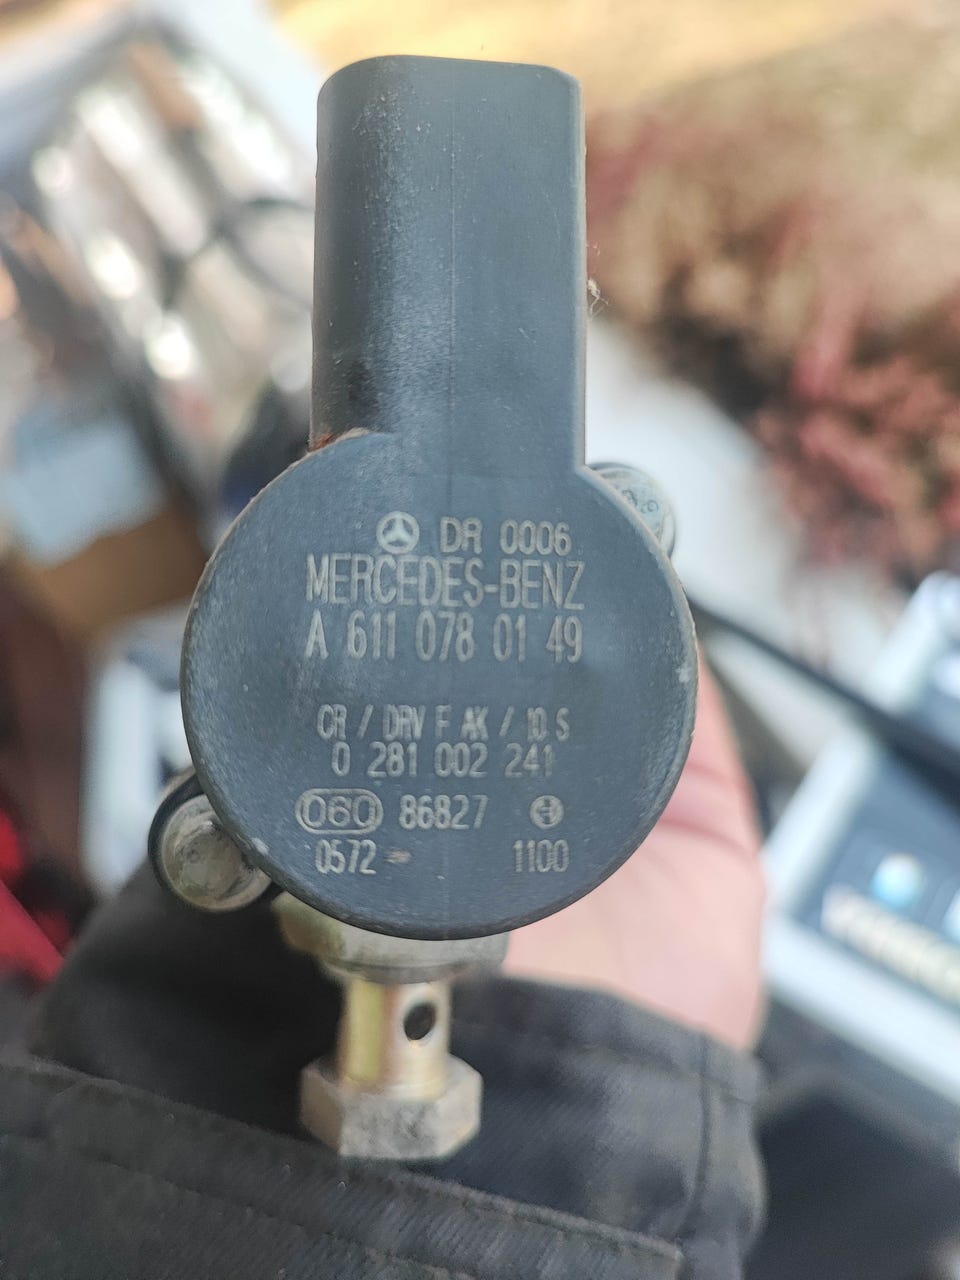 DR 0006
MERCEDES-BENZ
A 611 078 01 49
CR / DRV F AK / 10 S
0 281 002 241
060 86827
0572 1100